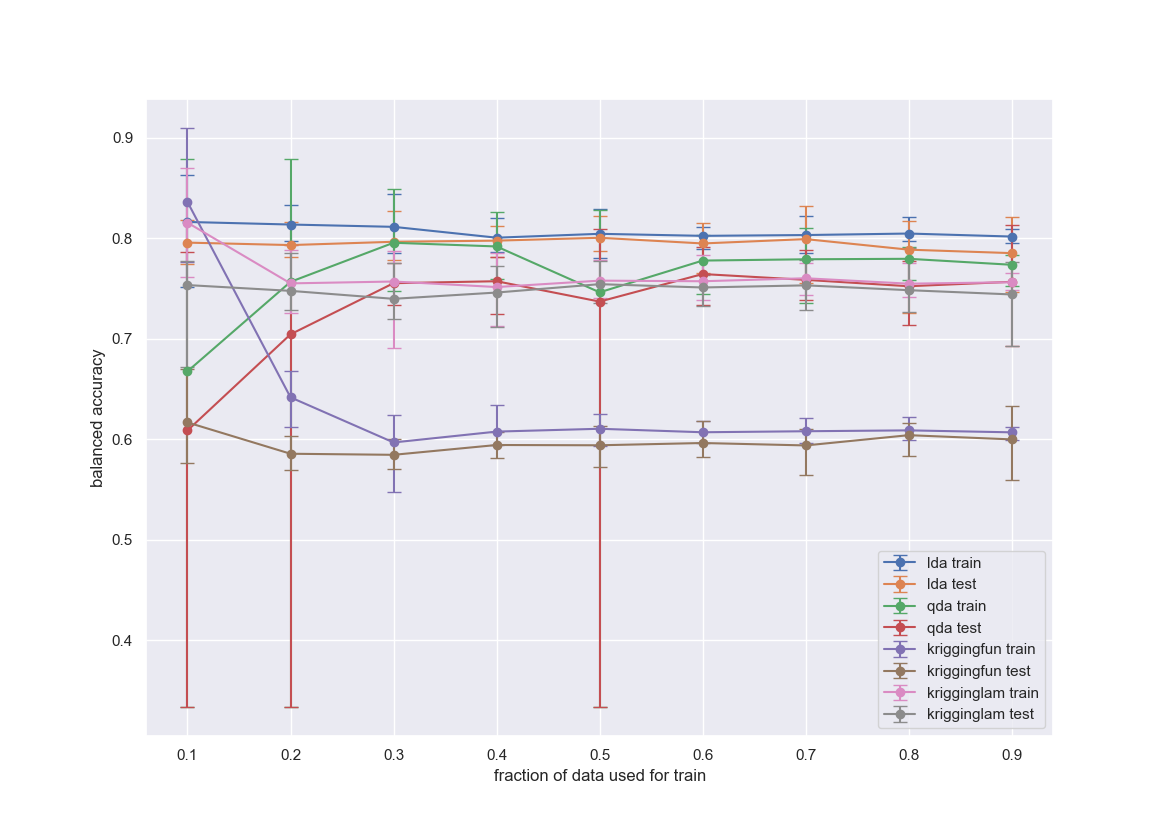 0.9
0.8
0.7
0.6
0.5
0.4
balanced accuracy
0.1 0.2 0.3 0.4 0.5 0.6 0.7 0.8 0.9
fraction of data used for train
lda train
lda test
qda train
qda test
kriggingfun train
kriggingfun test
krigginglam train
krigginglam test